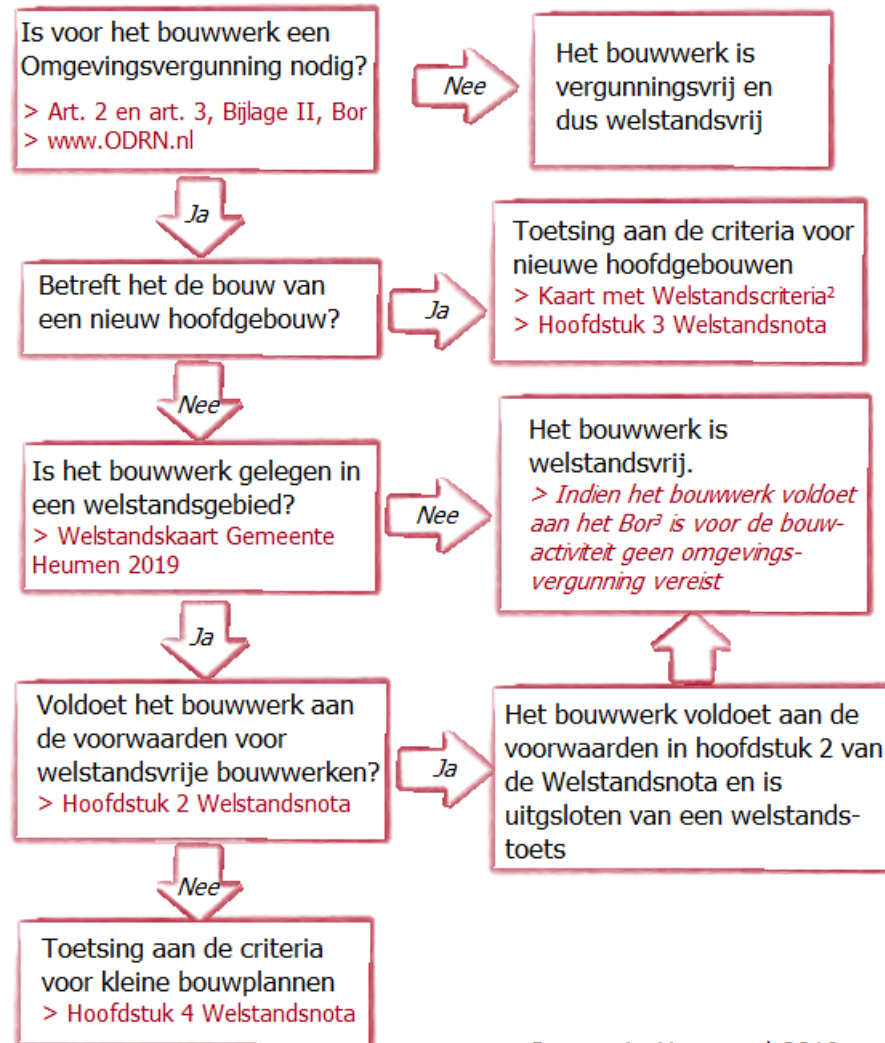 Is voor het bouwwerk een
Omgevingsvergunning nodig?
> Art. 2 en art. 3, Bijlage II, Bor
> www.ODRN.nl
Nee
Het bouwwerk is
vergunningsvrij en
dus welstandsvrij
Ja
Betreft het de bouw van
een nieuw hoofdgebouw?
Ja
Toetsing aan de criteria voor
nieuwe hoofdgebouwen
> Kaart met Welstandscriteria²
> Hoofdstuk 3 Welstandsnota
Nee
Is het bouwwerk gelegen in
een welstandsgebied?
> Welstandskaart Gemeente
Heumen 2019
Nee
Het bouwwerk is
welstandsvrij.
> Indien het bouwwerk voldoet
aan het Bor³ is voor de bouw-
activiteit geen omgevings-
vergunning vereist
Ja
Voldoet het bouwwerk aan
de voorwaarden voor
welstandsvrije bouwwerken?
> Hoofdstuk 2 Welstandsnota
Ja
Het bouwwerk voldoet aan de
voorwaarden in hoofdstuk 2 van
de Welstandsnota en is
uitgsloten van een welstands-
toets
Nee
Toetsing aan de criteria
voor kleine bouwplannen
> Hoofdstuk 4 Welstandsnota